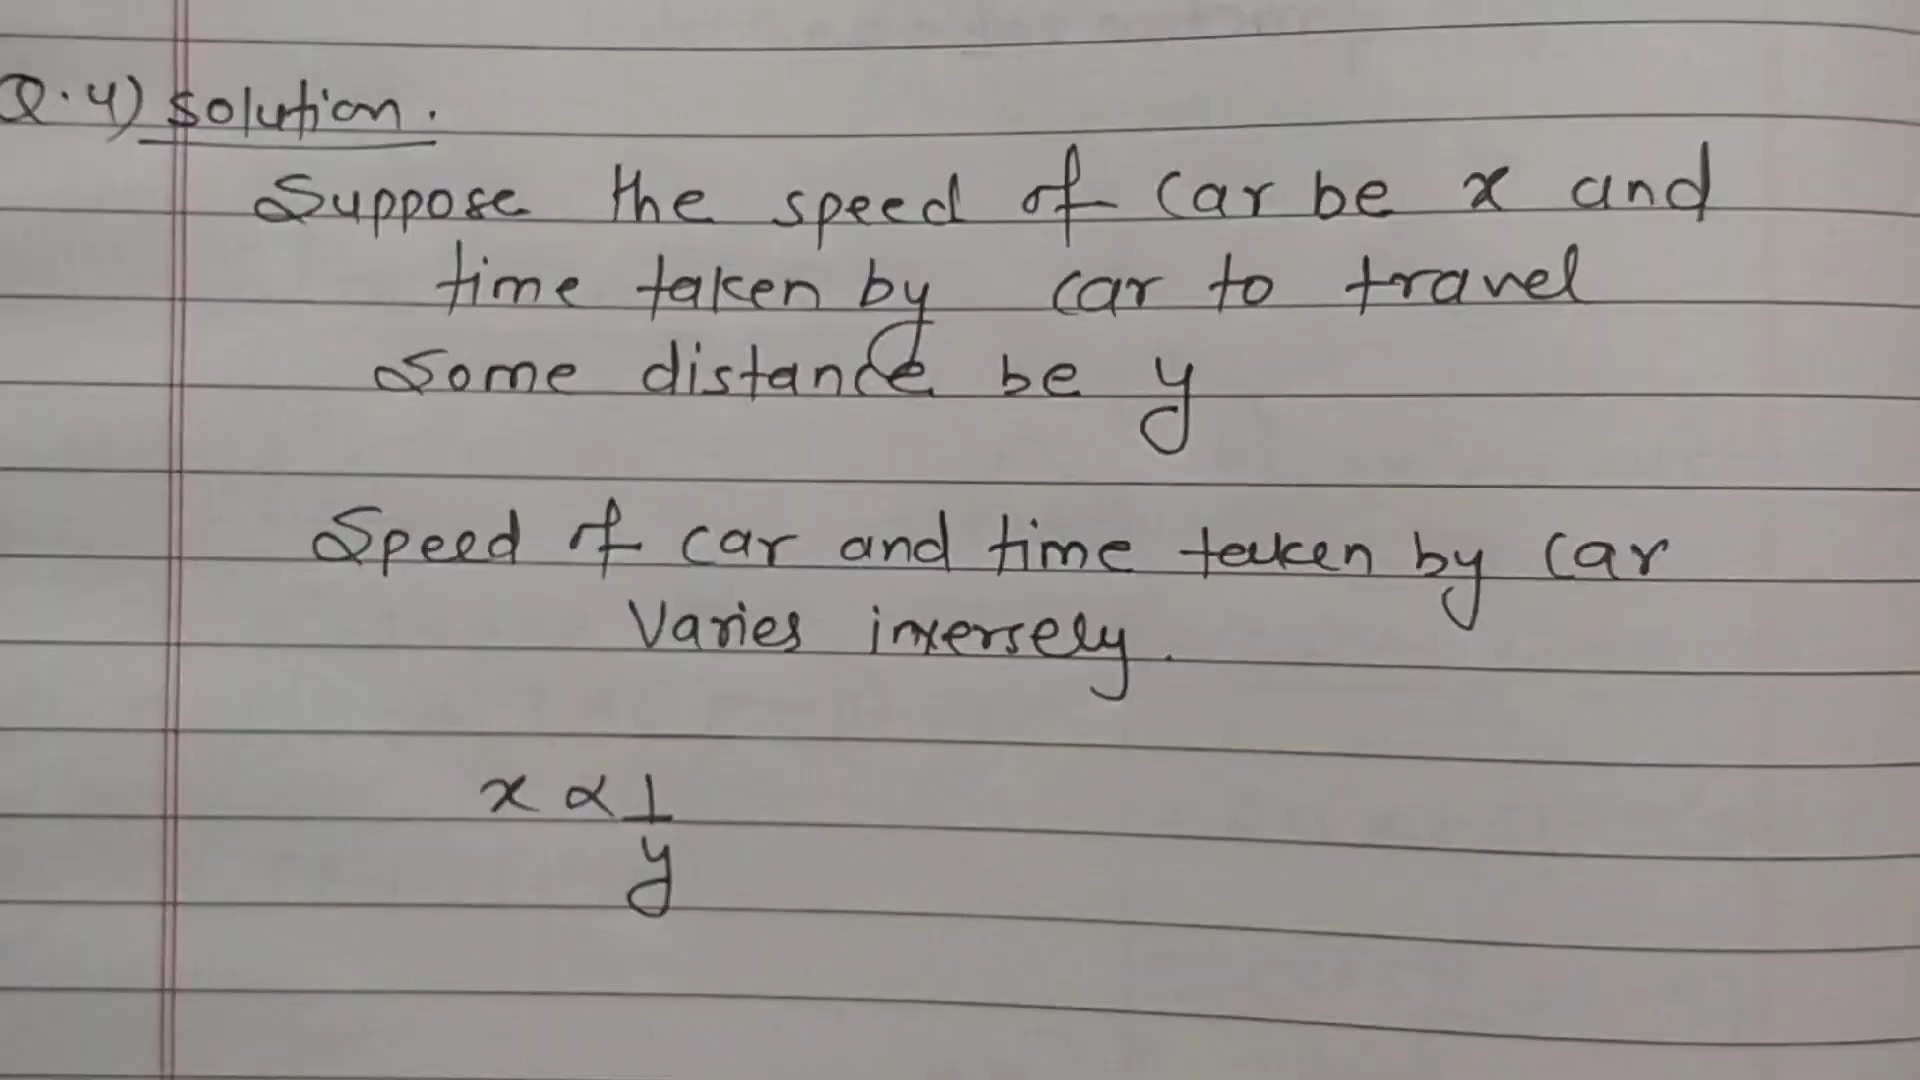 Q.4) Solution.
Suppose the speed of car be x and
time taken by car to travel
Some distance be y
Speed of car and time taken by car
Varies inversely.
x ∝ 1/y